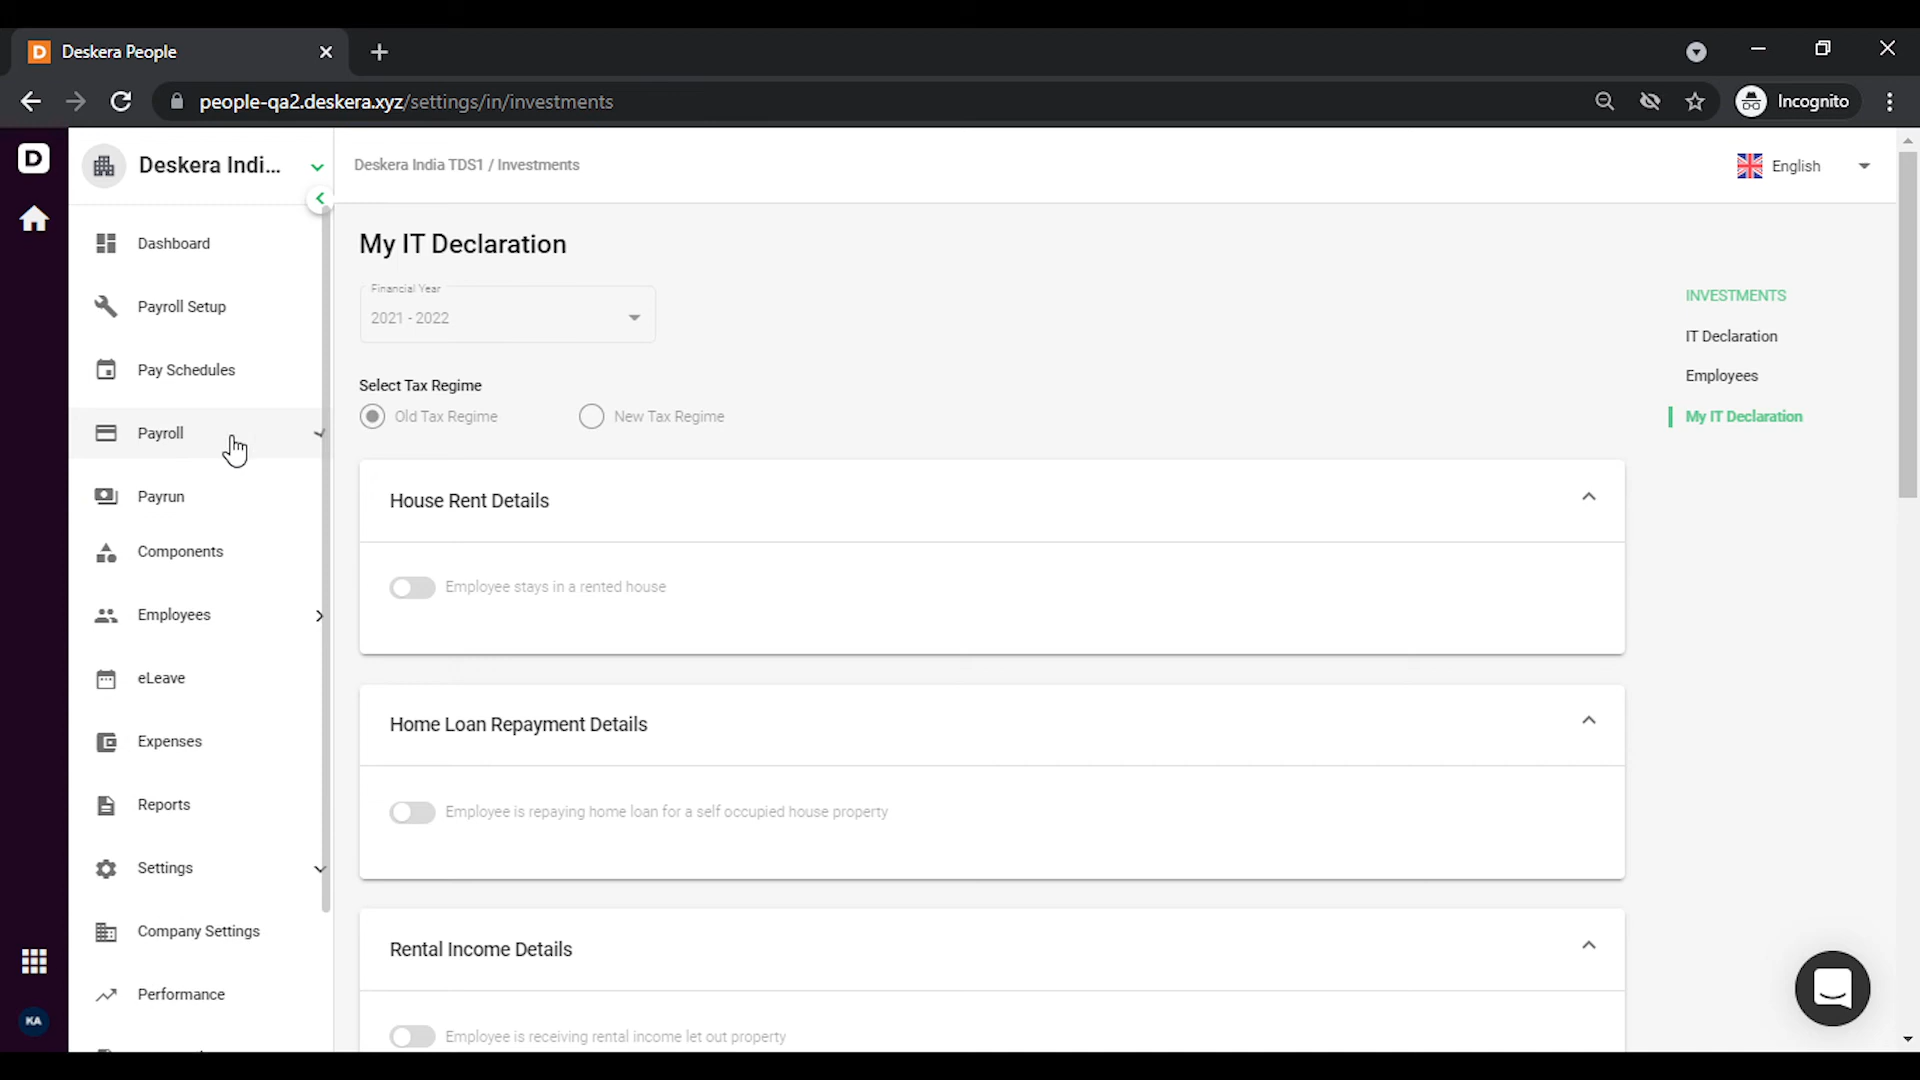 D Deskera People
people-qa2.deskera.xyz/settings/in/investments
Incognito
D
Deskera Indi...
Deskera India TDS1 / Investments
English
Dashboard
Payroll Setup
Pay Schedules
Payroll
Payrun
Components
Employees
eLeave
Expenses
Reports
Settings
Company Settings
Performance
KA
My IT Declaration
Financial Year
2021 - 2022
Select Tax Regime
Old Tax Regime
New Tax Regime
House Rent Details
Employee stays in a rented house
Home Loan Repayment Details
Employee is repaying home loan for a self occupied house property
Rental Income Details
Employee is receiving rental income let out property
INVESTMENTS
IT Declaration
Employees
My IT Declaration